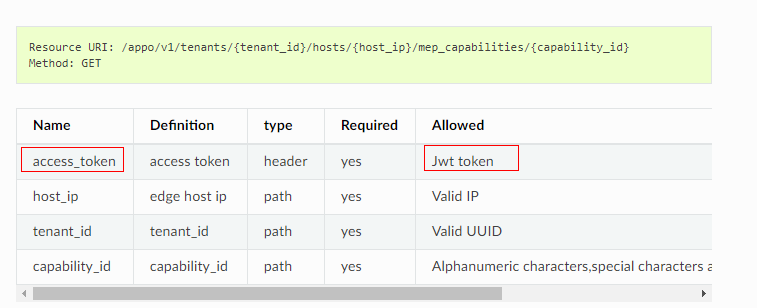 Resource URI: /appo/v1/tenants/{tenant_id}/hosts/{host_ip}/mep_capabilities/{capability_id}
Method: GET
Name Definition type Required Allowed
access_token access token header yes Jwt token
host_ip edge host ip path yes Valid IP
tenant_id tenant_id path yes Valid UUID
capability_id capability_id path yes Alphanumeric characters,special characters a